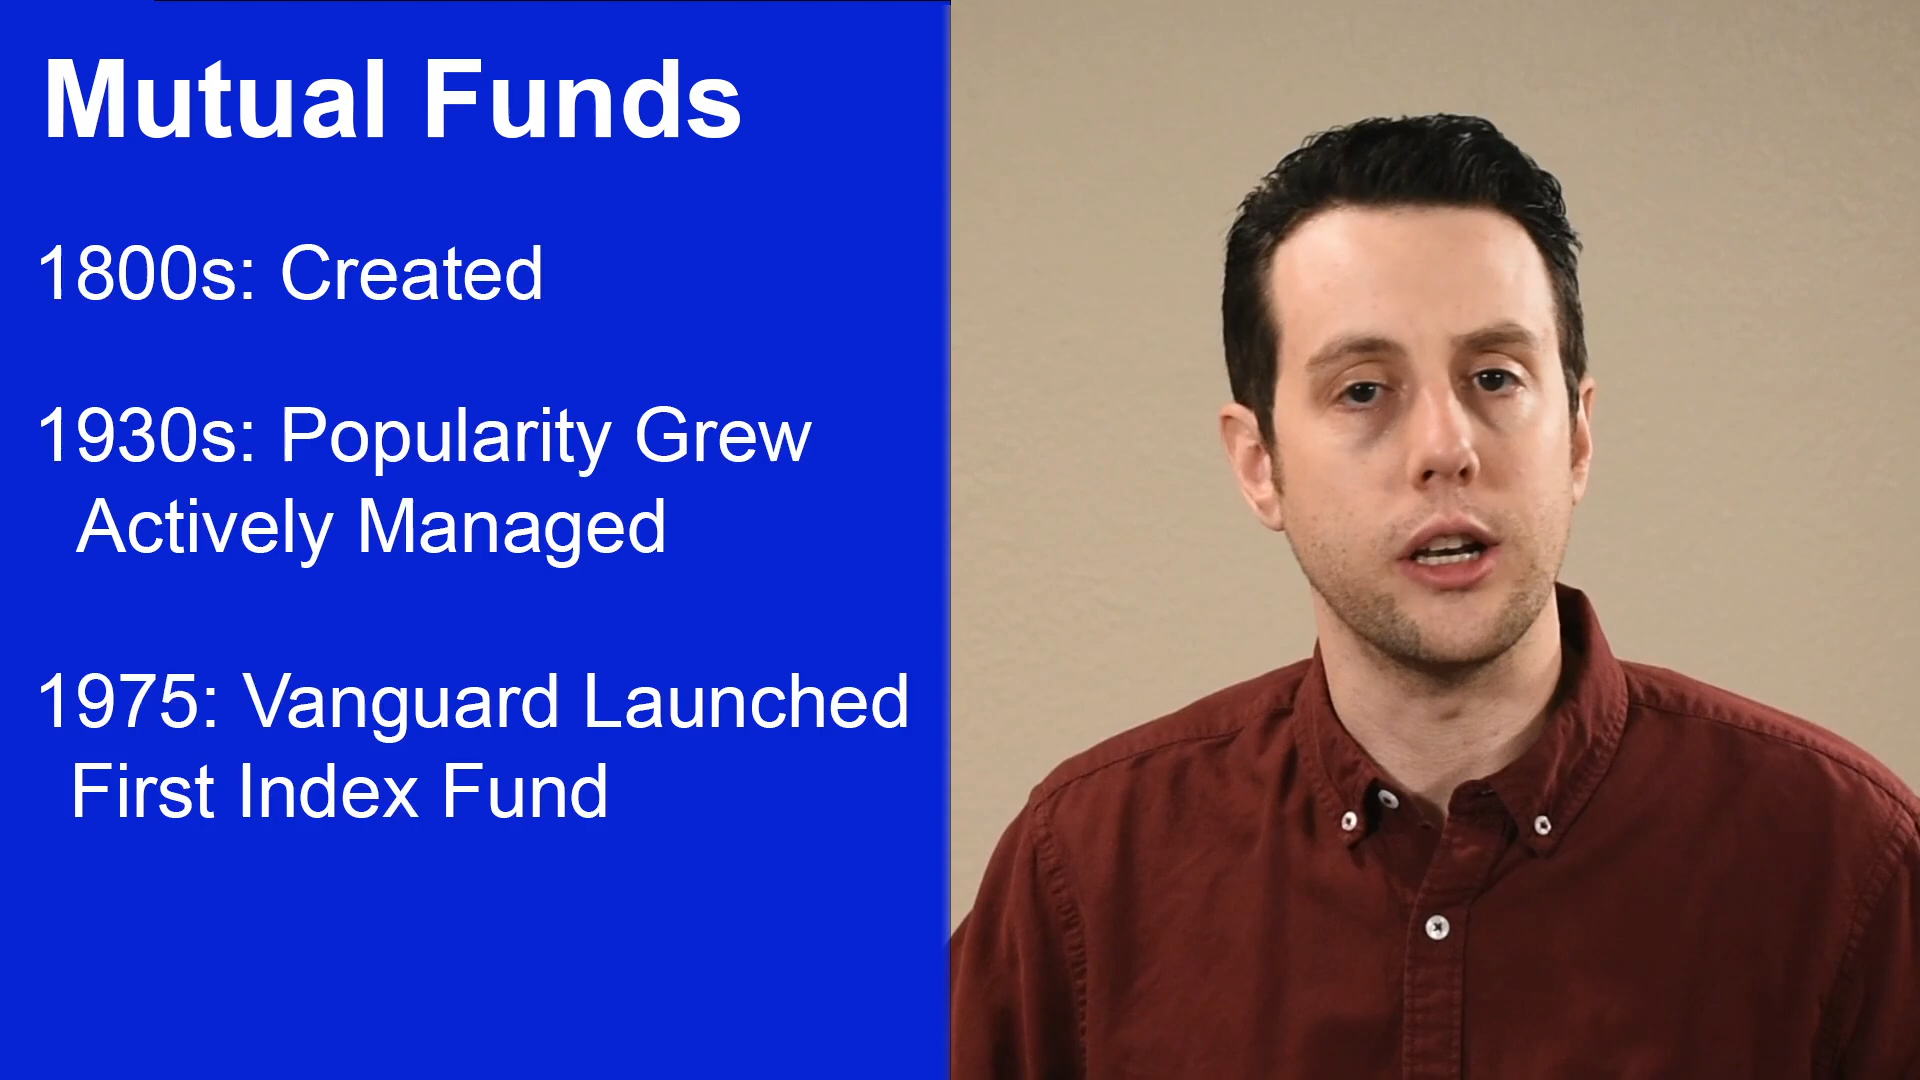 Mutual Funds
1800s: Created
1930s: Popularity Grew
Actively Managed
1975: Vanguard Launched
First Index Fund